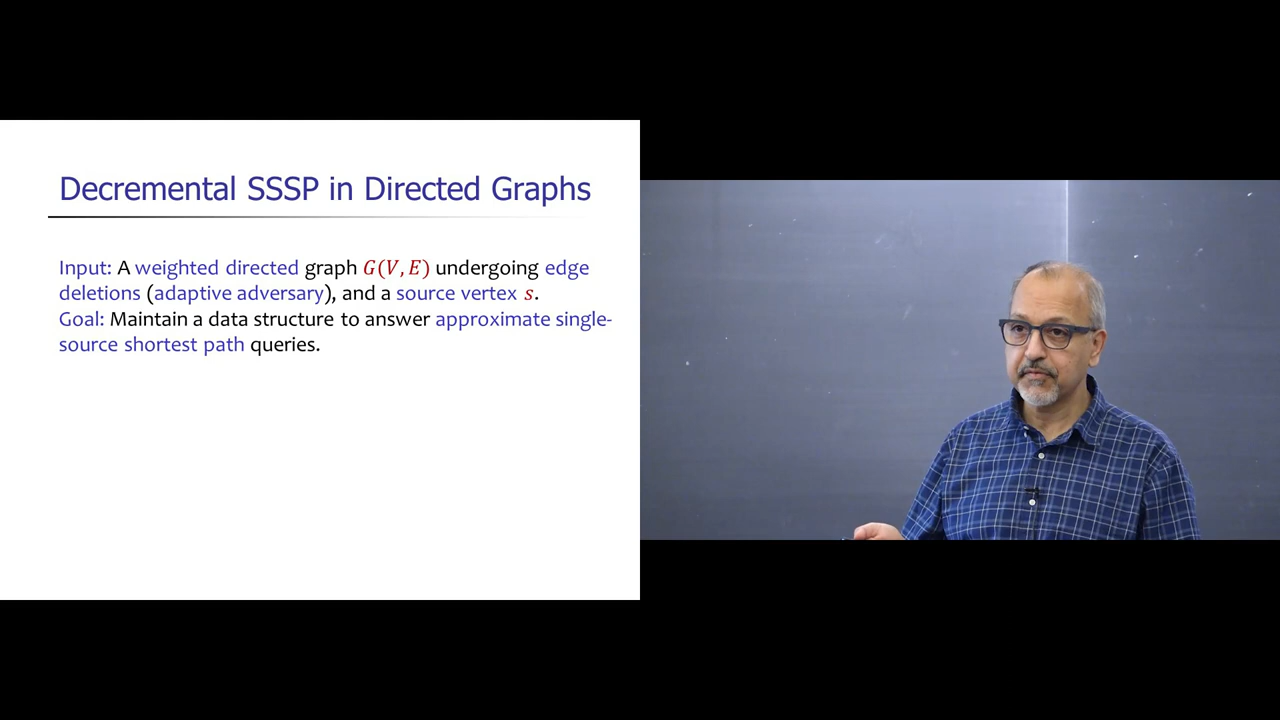 Decremental SSSP in Directed Graphs
Input: A weighted directed graph G(V, E) undergoing edge
deletions (adaptive adversary), and a source vertex s.
Goal: Maintain a data structure to answer approximate single-
source shortest path queries.